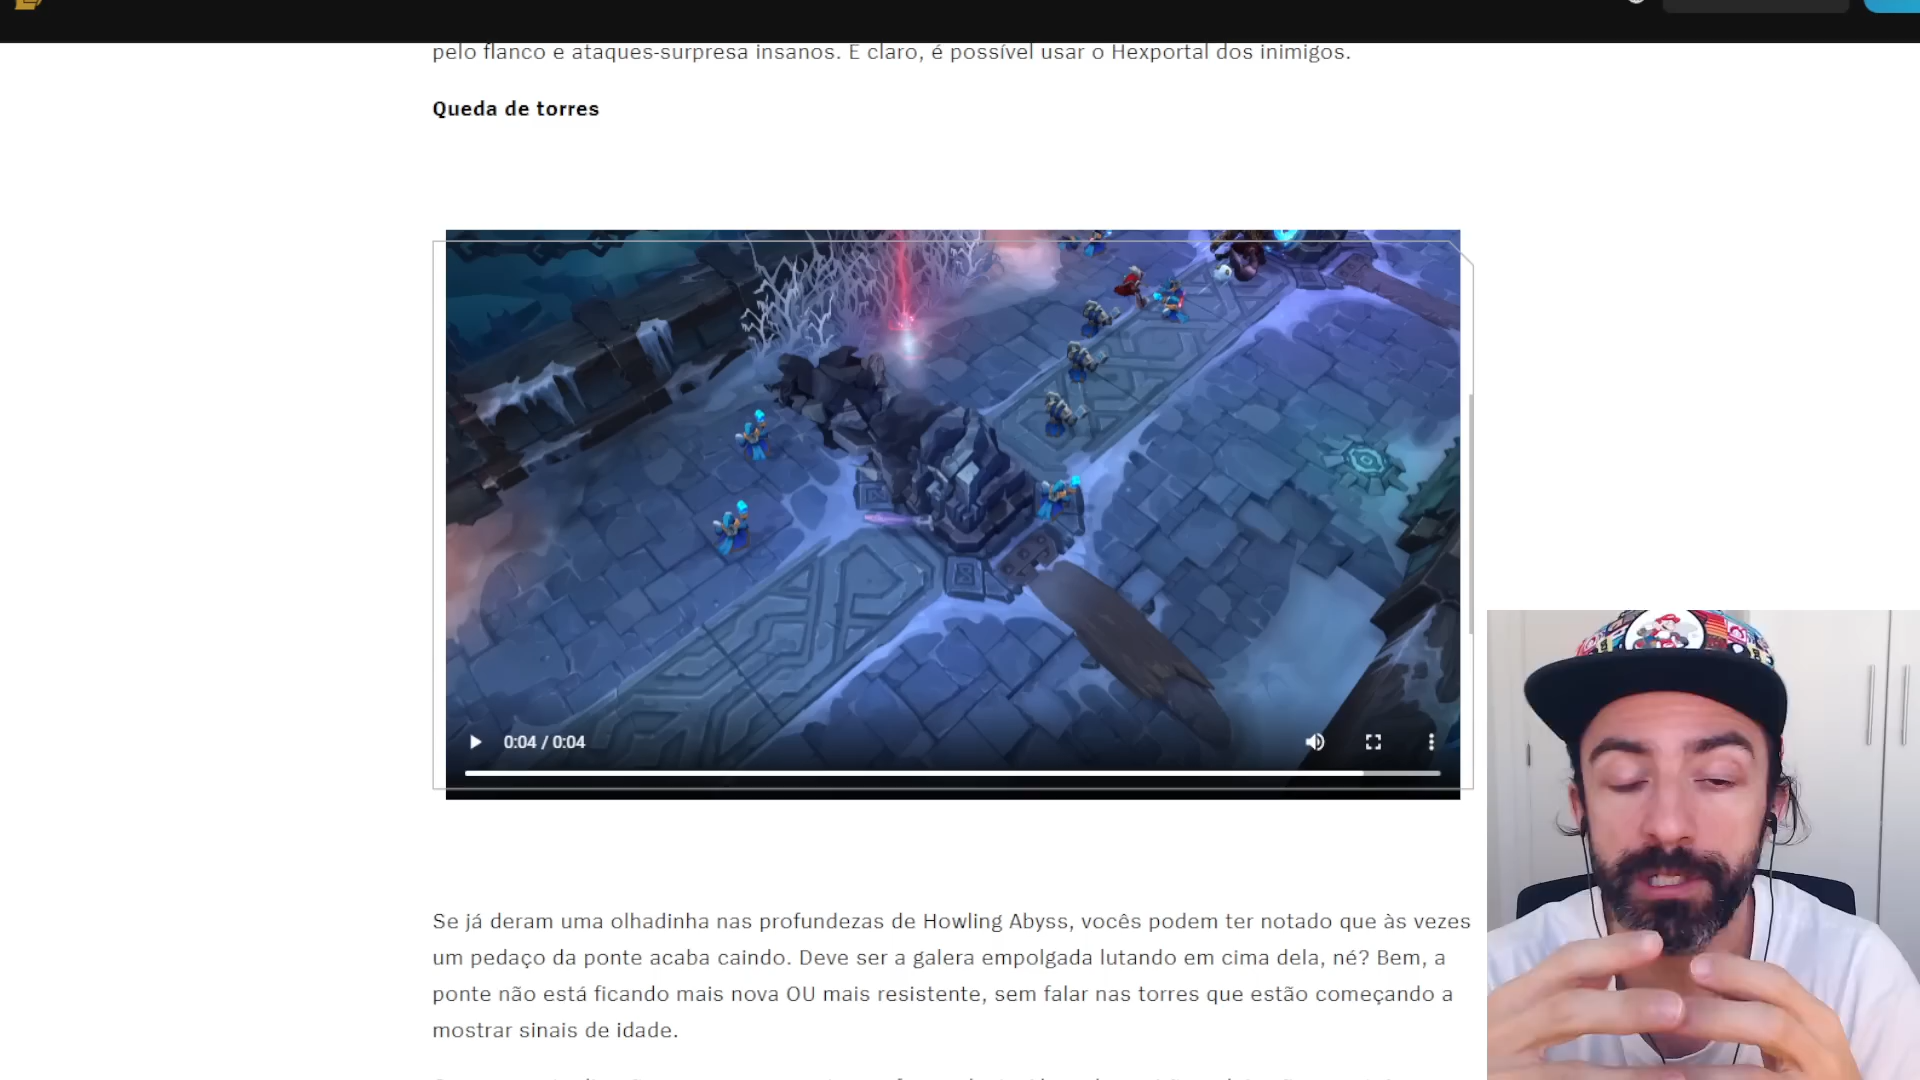 pelo flanco e ataques-surpresa insanos. E claro, é possível usar o Hexportal dos inimigos.
Queda de torres
0:04 / 0:04
Se já deram uma olhadinha nas profundezas de Howling Abyss, vocês podem ter notado que às vezes
um pedaço da ponte acaba caindo. Deve ser a galera empolgada lutando em cima dela, né? Bem, a
ponte não está ficando mais nova OU mais resistente, sem falar nas torres que estão começando a
mostrar sinais de idade.